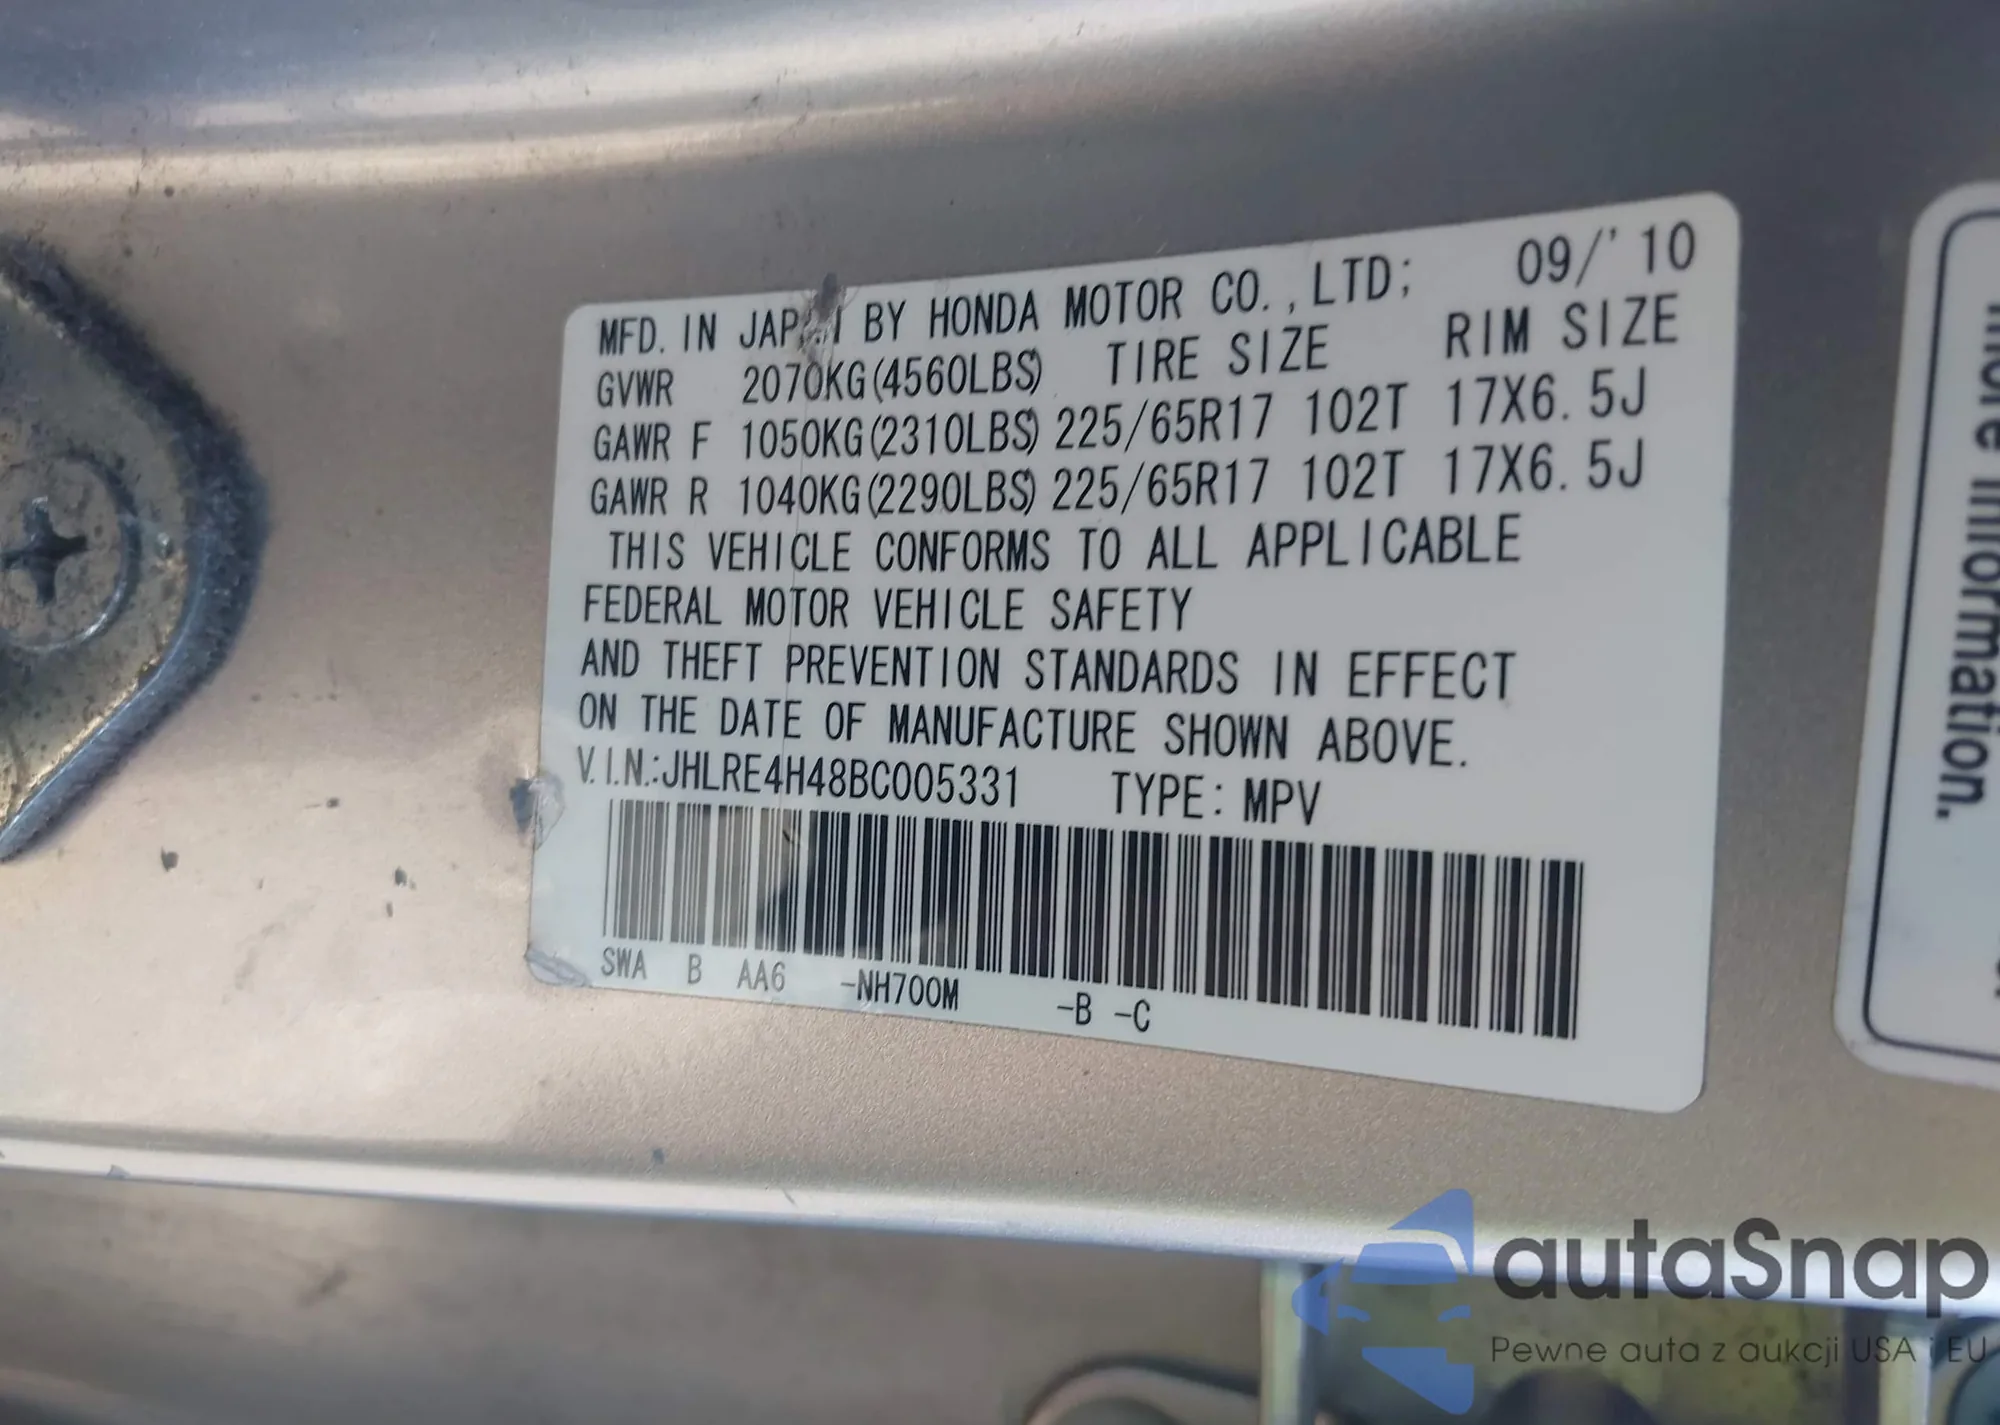 MFD. IN JAPAN BY HONDA MOTOR CO.,LTD; 09/'10
GVWR 2070KG(4560LBS) TIRE SIZE RIM SIZE
GAWR F 1050KG(2310LBS) 225/65R17 102T 17X6.5J
GAWR R 1040KG(2290LBS) 225/65R17 102T 17X6.5J
THIS VEHICLE CONFORMS TO ALL APPLICABLE
FEDERAL MOTOR VEHICLE SAFETY
AND THEFT PREVENTION STANDARDS IN EFFECT
ON THE DATE OF MANUFACTURE SHOWN ABOVE.
V.I.N.:JHLRE4H48BC005331 TYPE: MPV
SWA B AA6 -NH700M -B -C
more information.
autaSnap
Pewne auta z aukcji USA i EU